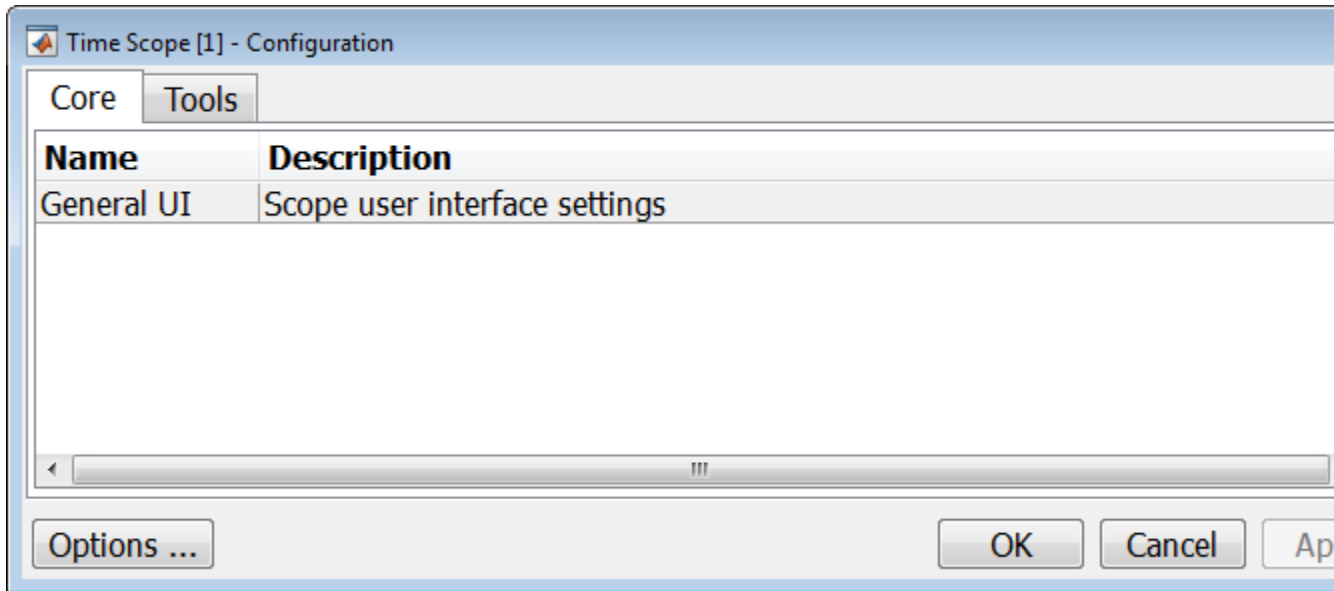 Time Scope [1] - Configuration
Core Tools
Name Description
General UI Scope user interface settings
Options ... OK Cancel Ap